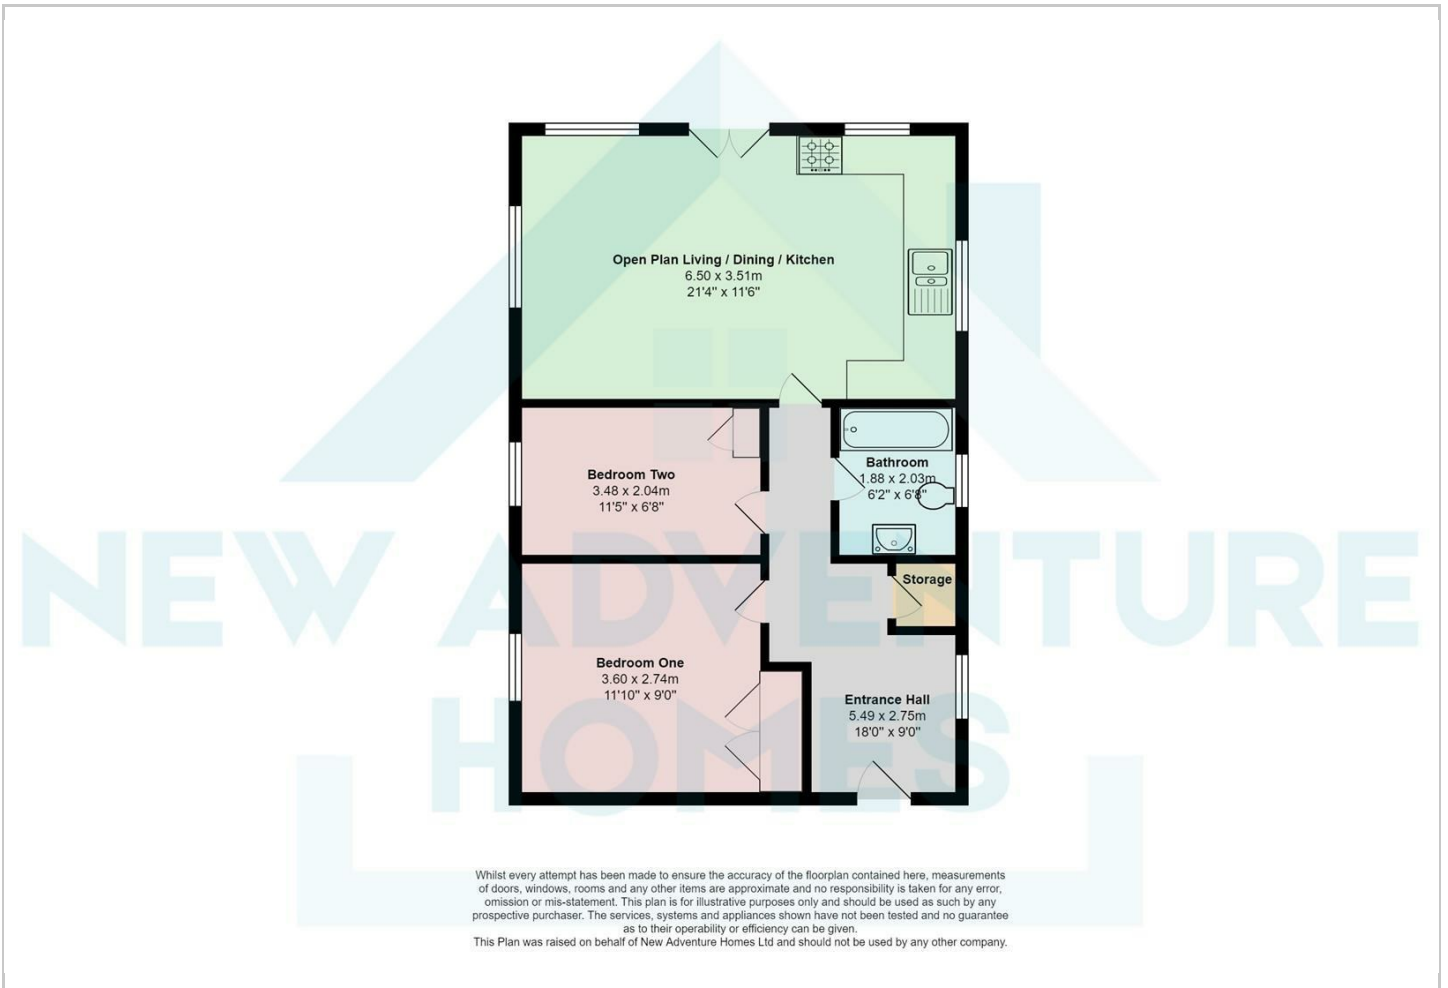 Open Plan Living / Dining / Kitchen
6.50 x 3.51m
21'4" x 11'6"
Bedroom Two
3.48 x 2.04m
11'5" x 6'8"
Bathroom
1.88 x 2.03m
6'2" x 6'8"
Storage
NEW ADVENTURE
HOMES
Bedroom One
3.60 x 2.74m
11'10" x 9'0"
Entrance Hall
5.49 x 2.75m
18'0" x 9'0"
Whilst every attempt has been made to ensure the accuracy of the floorplan contained here, measurements
of doors, windows, rooms and any other items are approximate and no responsibility is taken for any error,
omission or mis-statement. This plan is for illustrative purposes only and should be used as such by any
prospective purchaser. The services, systems and appliances shown have not been tested and no guarantee
as to their operability or efficiency can be given.
This Plan was raised on behalf of New Adventure Homes Ltd and should not be used by any other company.